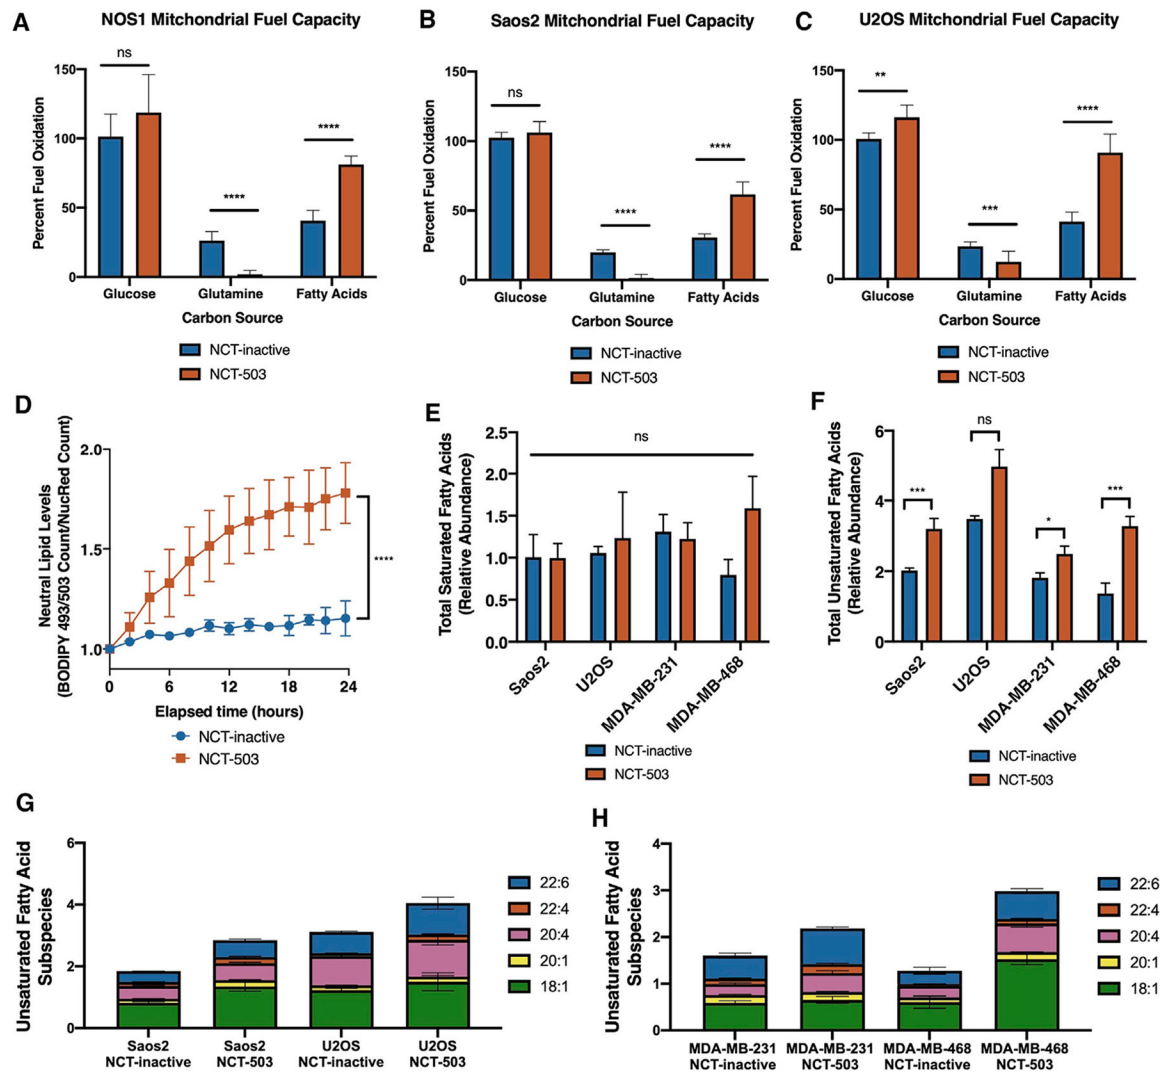 A
NOS1 Mitchondrial Fuel Capacity
Percent Fuel Oxidation
150
100
50
0
ns
****
****
Glucose
Glutamine
Fatty Acids
Carbon Source
NCT-inactive
NCT-503
B
Saos2 Mitchondrial Fuel Capacity
Percent Fuel Oxidation
150
100
50
0
ns
****
****
Glucose
Glutamine
Fatty Acids
Carbon Source
NCT-inactive
NCT-503
C
U2OS Mitchondrial Fuel Capacity
Percent Fuel Oxidation
150
100
50
0
**
***
****
Glucose
Glutamine
Fatty Acids
Carbon Source
NCT-inactive
NCT-503
D
Neutral Lipid Levels
(BODIPY 493/503 Count/NucRed Count)
2.0
1.5
1.0
****
0
6
12
18
24
Elapsed time (hours)
NCT-inactive
NCT-503
E
Total Saturated Fatty Acids
(Relative Abundance)
2.5
2.0
1.5
1.0
0.5
0.0
ns
Saos2
U2OS
MDA-MB-231
MDA-MB-468
NCT-inactive
NCT-503
F
Total Unsaturated Fatty Acids
(Relative Abundance)
6
4
2
0
***
ns
*
***
Saos2
U2OS
MDA-MB-231
MDA-MB-468
NCT-inactive
NCT-503
G
Unsaturated Fatty Acid
Subspecies
6
4
2
0
Saos2
NCT-inactive
Saos2
NCT-503
U2OS
NCT-inactive
U2OS
NCT-503
22:6
22:4
20:4
20:1
18:1
H
Unsaturated Fatty Acid
Subspecies
4
3
2
1
0
MDA-MB-231
NCT-inactive
MDA-MB-231
NCT-503
MDA-MB-468
NCT-inactive
MDA-MB-468
NCT-503
22:6
22:4
20:4
20:1
18:1